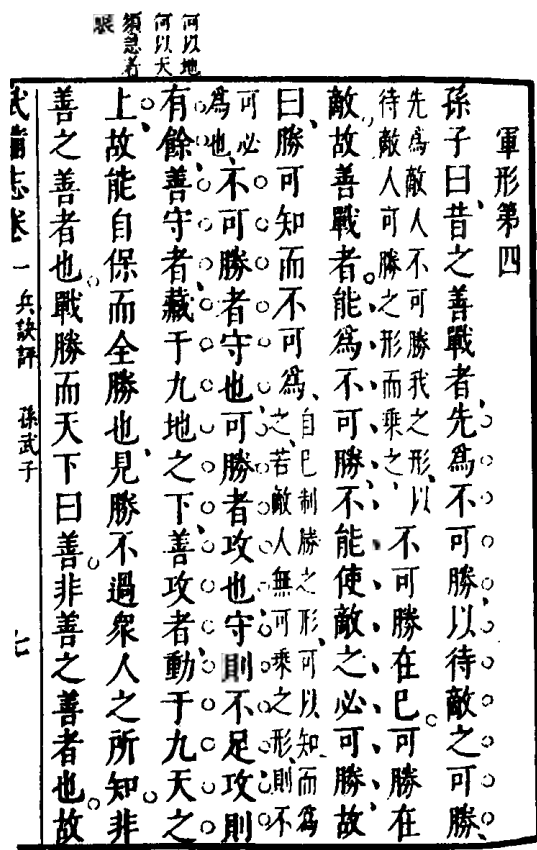 何以地
何以天
須急着
眼
軍形第四
孫子曰、昔之善戰者、先爲不可勝、以待敵之可勝、
先爲敵人不可勝我之形、以
待敵人可勝之形而乘之、
不可勝在已。可勝在
敵。故善戰者。能爲不可勝、不能使敵之必可勝、故
曰、勝可知而不可爲、
自已制勝之形、可以知而爲
之、若敵人無可乘之形、則不
可必
爲也、
不可勝者守也、可勝者攻也、守則不足、攻則
有餘、善守者、藏于九地之下、善攻者、動于九天之
上、故能自保而全勝也、見勝不過衆人之所知、非
善之善者也。戰勝而天下曰善。非善之善者也。故
武備志卷一 兵訣評 孫武子 七